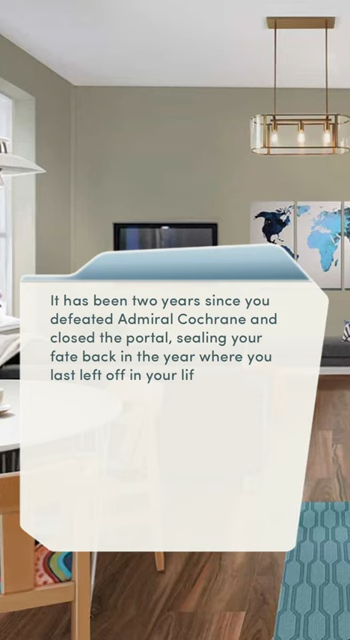 It has been two years since you
defeated Admiral Cochrane and
closed the portal, sealing your
fate back in the year where you
last left off in your lif